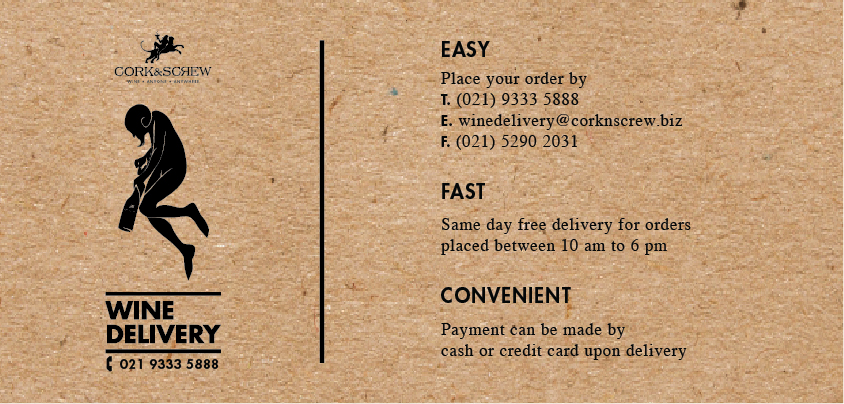 CORK&SCREW
WINE • ANYONE • ANYWHERE
WINE
DELIVERY
021 9333 5888
EASY
Place your order by
T. (021) 9333 5888
E. winedelivery@corknscrew.biz
F. (021) 5290 2031
FAST
Same day free delivery for orders
placed between 10 am to 6 pm
CONVENIENT
Payment can be made by
cash or credit card upon delivery